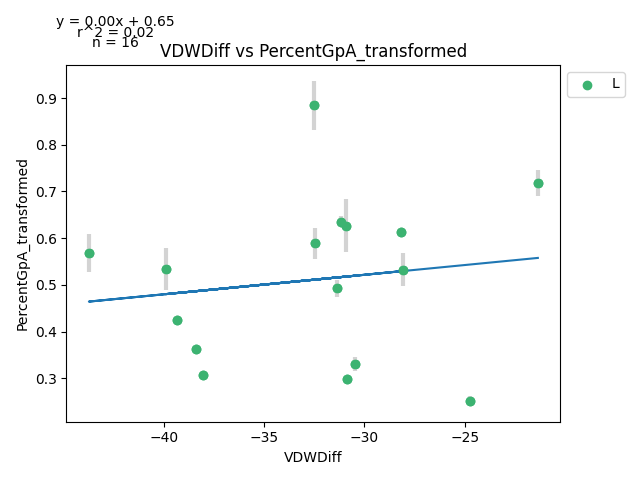 y = 0.00x + 0.65
r^2 = 0.02
n = 16
VDWDiff vs PercentGpA_transformed
L
PercentGpA_transformed
0.9
0.8
0.7
0.6
0.5
0.4
0.3
−40
−35
−30
−25
VDWDiff